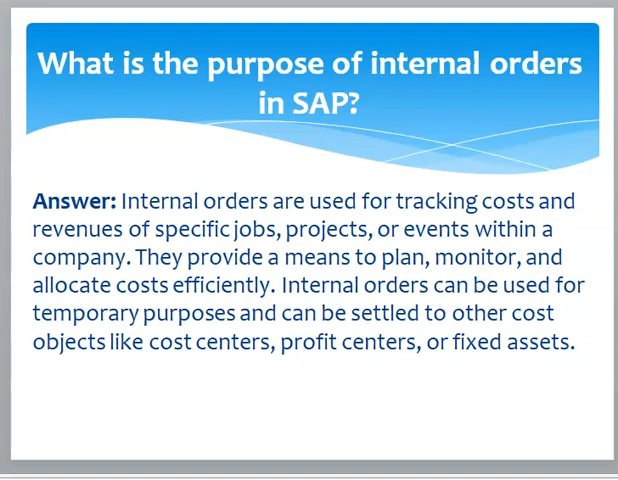 What is the purpose of internal orders
in SAP?
Answer: Internal orders are used for tracking costs and
revenues of specific jobs, projects, or events within a
company. They provide a means to plan, monitor, and
allocate costs efficiently. Internal orders can be used for
temporary purposes and can be settled to other cost
objects like cost centers, profit centers, or fixed assets.